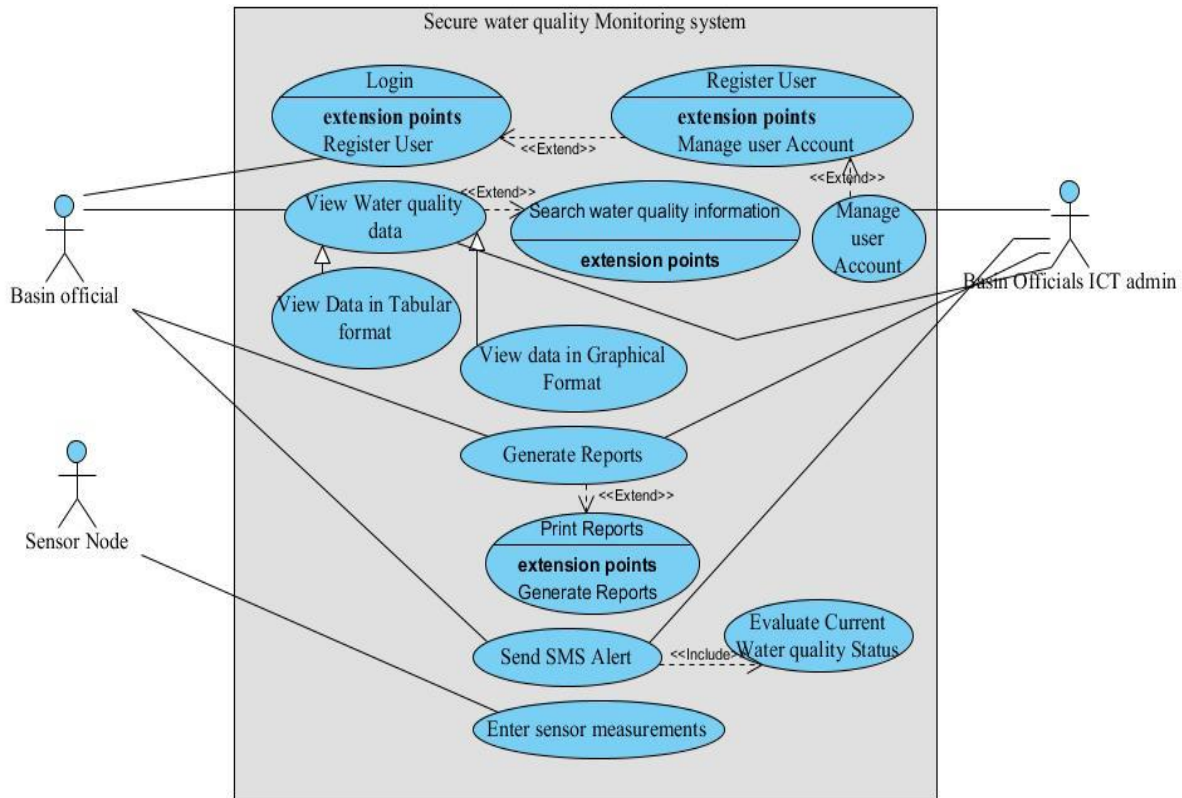 Secure water quality Monitoring system
Login
extension points
Register User
Register User
extension points
Manage user Account
<<Extend>>
<<Extend>>
<<Extend>>
View Water quality
data
Search water quality information
extension points
Manage
user
Account
Basin official
Basin Officials ICT admin
View Data in Tabular
format
View data in Graphical
Format
Generate Reports
<<Extend>>
Print Reports
extension points
Generate Reports
Sensor Node
Evaluate Current
Water quality Status
Send SMS Alert
<<Include>
Enter sensor measurements